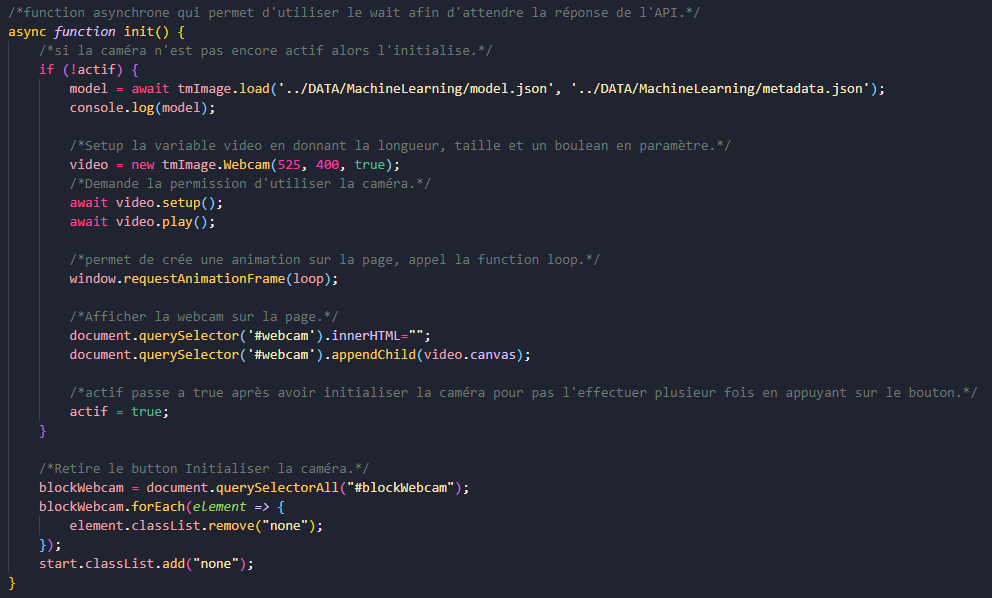 /*function asynchrone qui permet d'utiliser le wait afin d'attendre la réponse de l'API.*/
async function init() {
/*si la caméra n'est pas encore actif alors l'initialise.*/
if (!actif) {
model = await tmImage.load('../DATA/MachineLearning/model.json', '../DATA/MachineLearning/metadata.json');
console.log(model);
/*Setup la variable video en donnant la longueur, taille et un boulean en paramètre.*/
video = new tmImage.Webcam(525, 400, true);
/*Demande la permission d'utiliser la caméra.*/
await video.setup();
await video.play();
/*permet de crée une animation sur la page, appel la function loop.*/
window.requestAnimationFrame(loop);
/*Afficher la webcam sur la page.*/
document.querySelector('#webcam').innerHTML="";
document.querySelector('#webcam').appendChild(video.canvas);
/*actif passe a true après avoir initialiser la caméra pour pas l'effectuer plusieur fois en appuyant sur le bouton.*/
actif = true;
}
/*Retire le button Initialiser la caméra.*/
blockWebcam = document.querySelectorAll("#blockWebcam");
blockWebcam.forEach(element => {
element.classList.remove("none");
});
start.classList.add("none");
}